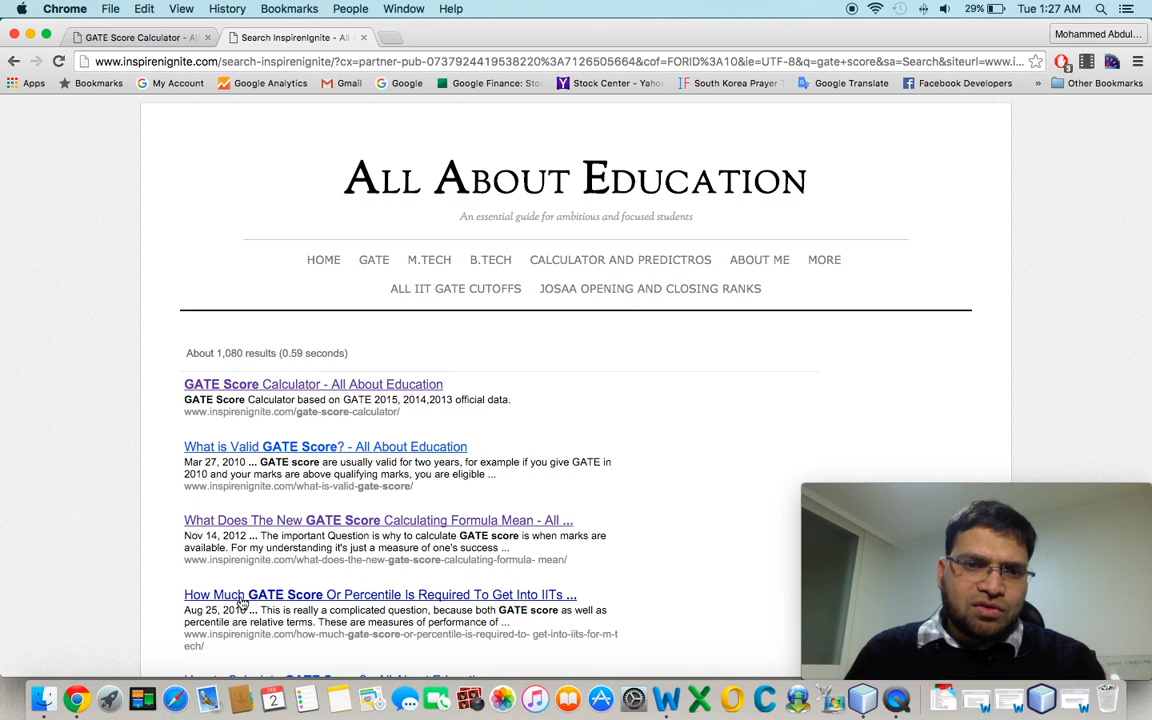 Chrome File Edit View History Bookmarks People Window Help
29% Tue 1:27 AM
GATE Score Calculator - Al
Search InspirenIgnite - All
Mohammed Abdul...
www.inspirenignite.com/search-inspirenignite/?cx=partner-pub-0737924419538220%3A7126505664&cof=FORID%3A10&ie=UTF-8&q=gate+score&sa=Search&siteurl=www.i...
3
Apps Bookmarks My Account Google Analytics Gmail Google Google Finance: Stoc Stock Center - Yaho South Korea Prayer T Google Translate Facebook Developers » Other Bookmarks
ALL ABOUT EDUCATION
An essential guide for ambitious and focused students
HOME GATE M.TECH B.TECH CALCULATOR AND PREDICTROS ABOUT ME MORE
ALL IIT GATE CUTOFFS JOSAA OPENING AND CLOSING RANKS
About 1,080 results (0.59 seconds)
GATE Score Calculator - All About Education
GATE Score Calculator based on GATE 2015, 2014,2013 official data.
www.inspirenignite.com/gate-score-calculator/
What is Valid GATE Score? - All About Education
Mar 27, 2010 ... GATE score are usually valid for two years, for example if you give GATE in
2010 and your marks are above qualifying marks, you are eligible ...
www.inspirenignite.com/what-is-valid-gate-score/
What Does The New GATE Score Calculating Formula Mean - All ...
Nov 14, 2012 ... The important Question is why to calculate GATE score is when marks are
available. For my understanding it's just a measure of one's success ...
www.inspirenignite.com/what-does-the-new-gate-score-calculating-formula- mean/
How Much GATE Score Or Percentile Is Required To Get Into IITs ...
Aug 25, ... This is really a complicated question, because both GATE score as well as
percentile are relative terms. These are measures of performance of ...
www.inspirenignite.com/how-much-gate-score-or-percentile-is-required-to- get-into-iits-for-m-t
ech/
FEB
2